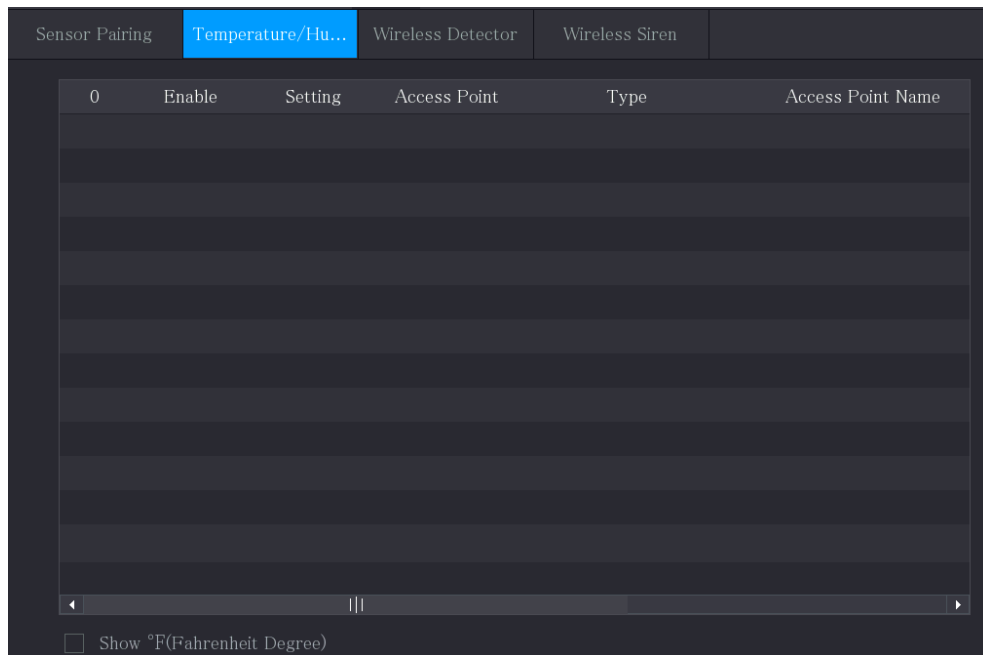 Sensor Pairing Temperature/Hu... Wireless Detector Wireless Siren
0 Enable Setting Access Point Type Access Point Name
Show °F(Fahrenheit Degree)